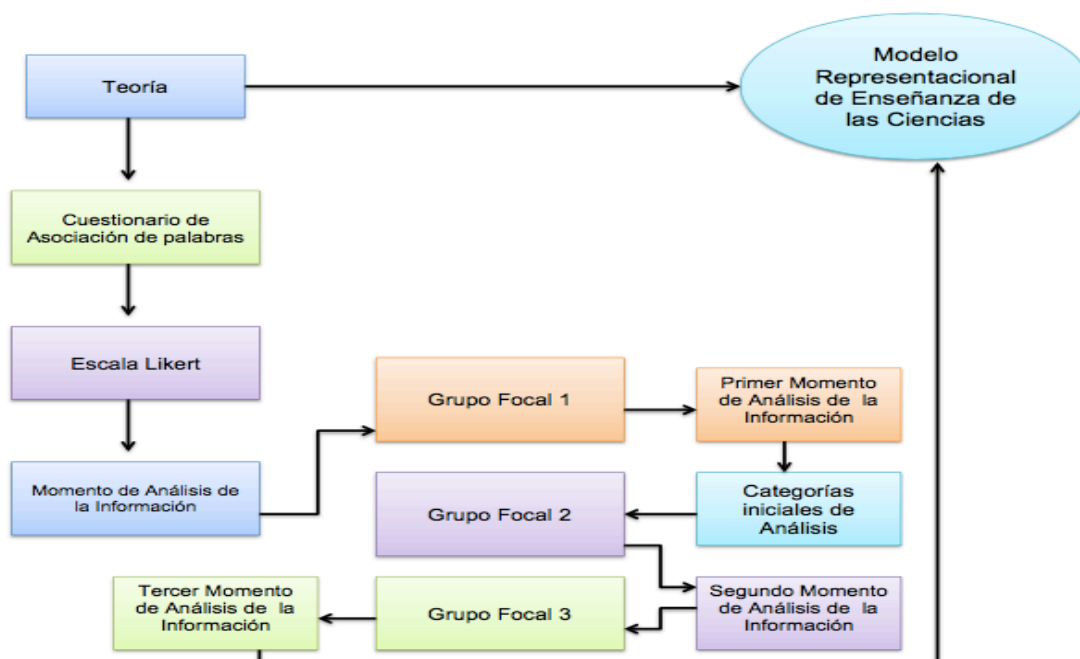 Teoría
Modelo
Representacional
de Enseñanza de
las Ciencias
Cuestionario de
Asociación de palabras
Escala Likert
Momento de Análisis de
la Información
Grupo Focal 1
Primer Momento
de Análisis de la
Información
Categorías
iniciales de
Análisis
Grupo Focal 2
Segundo Momento
de Análisis de la
Información
Grupo Focal 3
Tercer Momento
de Análisis de la
Información